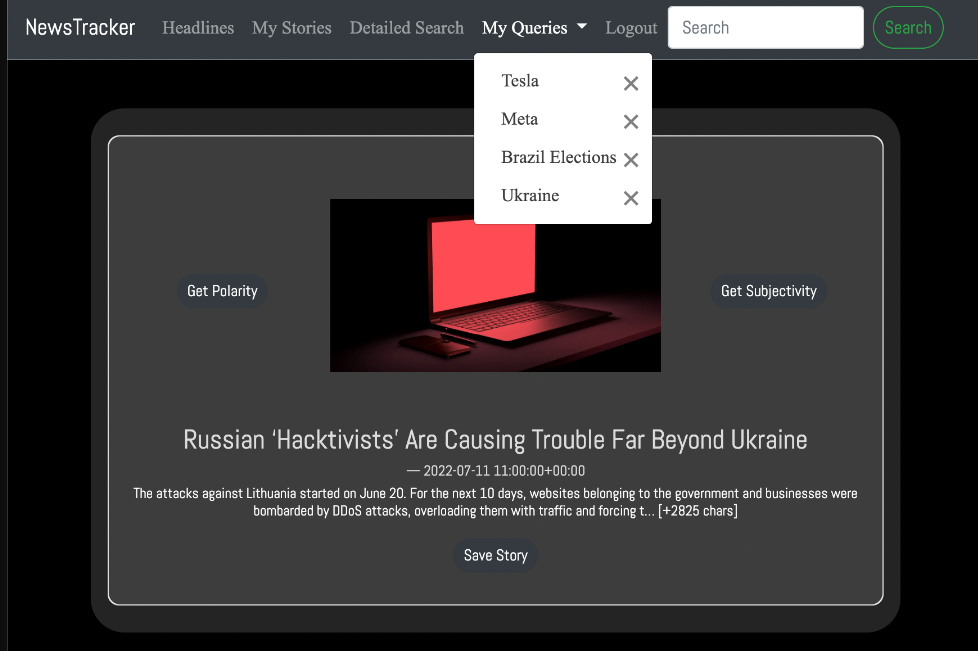 NewsTracker Headlines My Stories Detailed Search My Queries Logout Search Search
Tesla
Meta
Brazil Elections
Ukraine
Get Polarity
Get Subjectivity
Russian ‘Hacktivists’ Are Causing Trouble Far Beyond Ukraine
— 2022-07-11 11:00:00+00:00
The attacks against Lithuania started on June 20. For the next 10 days, websites belonging to the government and businesses were
bombarded by DDoS attacks, overloading them with traffic and forcing t… [+2825 chars]
Save Story